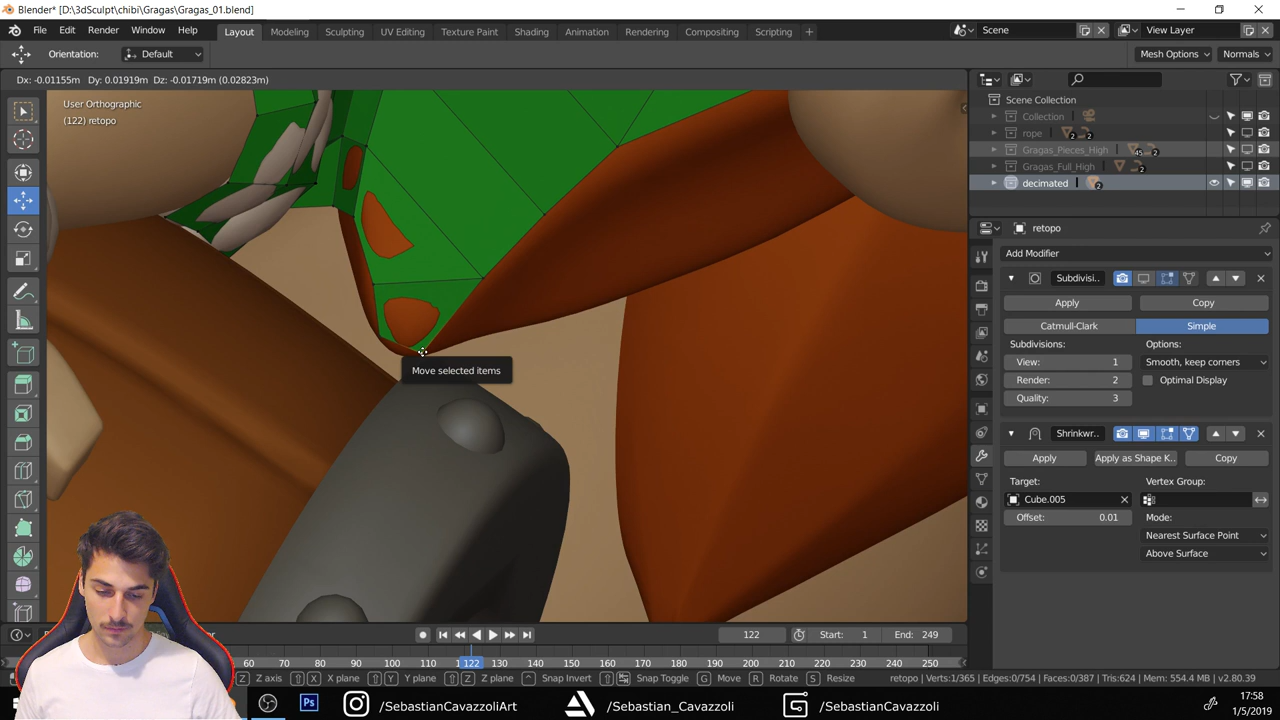 Blender* [D:\3dSculpt\chibi\Gragas\Gragas_01.blend]
File Edit Render Window Help Layout Modeling Sculpting UV Editing Texture Paint Shading Animation Rendering Compositing Scripting + Scene View Layer
Orientation: Default Mesh Options Normals
Dx: -0.01155m Dy: 0.01919m Dz: -0.01719m (0.02823m)
User Orthographic
(122) retopo
Scene Collection
Collection
rope 2 2
Gragas_Pieces_High 45 2
Gragas_Full_High 2
decimated 2
retopo
Add Modifier
Subdivisi..
Apply Copy
Catmull-Clark Simple
Subdivisions: Options:
View: 1 Smooth, keep corners
Render: 2 Optimal Display
Quality: 3
Shrinkwr..
Apply Apply as Shape K.. Copy
Target: Vertex Group:
Cube.005
Offset: 0.01 Mode:
Nearest Surface Point
Above Surface
Move selected items
122 Start: 1 End: 249
60 70 80 90 100 110 122 130 140 150 160 170 180 190 200 210 220 230 240 250
Z Z axis X X plane Y Y plane Z Z plane Snap Invert Snap Toggle G Move R Rotate S Resize retopo | Verts:1/365 | Edges:0/754 | Faces:0/387 | Tris:624 | Mem: 554.4 MB | v2.80.39
Ps /SebastianCavazzoliArt /Sebastian_Cavazzoli /SebastianCavazzoli
17:58
1/5/2019